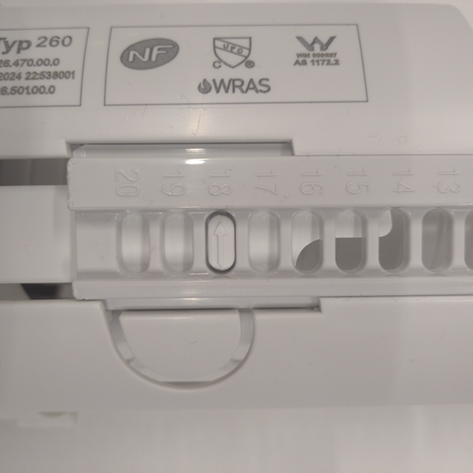 Typ 260
26.470.00.0
2024 22:538001
6.501.00.0
NF
UPC
C
WRAS
AS 1172.2
20 19 18 17 16 15 14 13